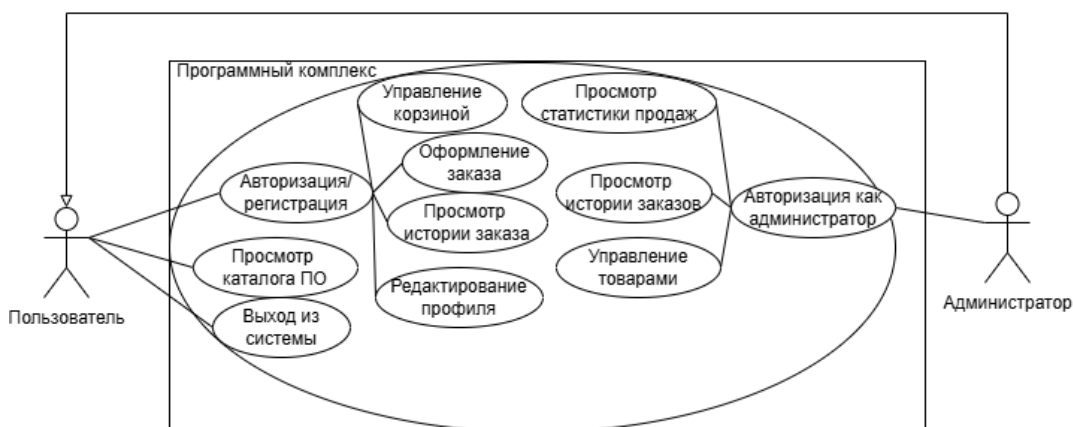 Программный комплекс
Управление
корзиной
Просмотр
статистики продаж
Оформление
заказа
Авторизация/
регистрация
Просмотр
истории заказов
Авторизация как
администратор
Просмотр
истории заказа
Просмотр
каталога ПО
Управление
товарами
Редактирование
профиля
Выход из
системы
Пользователь
Администратор